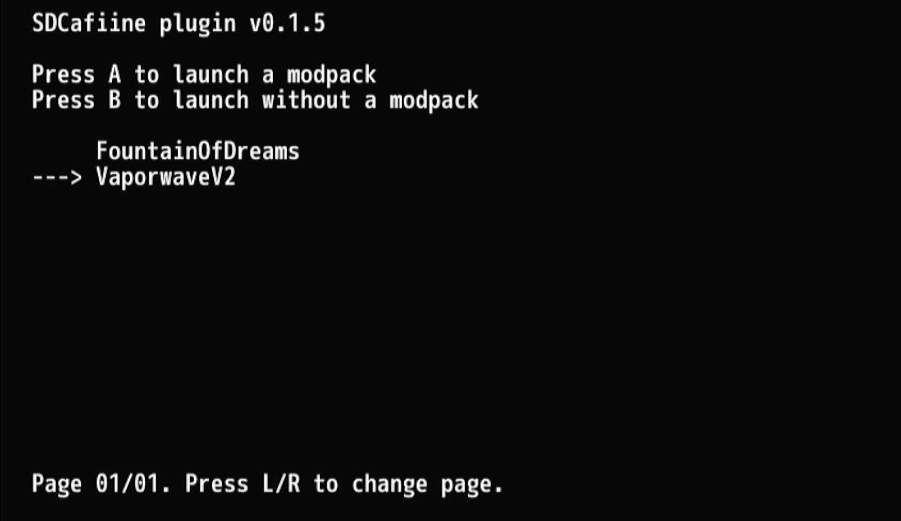 SDCafiine plugin v0.1.5
Press A to launch a modpack
Press B to launch without a modpack
FountainOfDreams
---> VaporwaveV2
Page 01/01. Press L/R to change page.